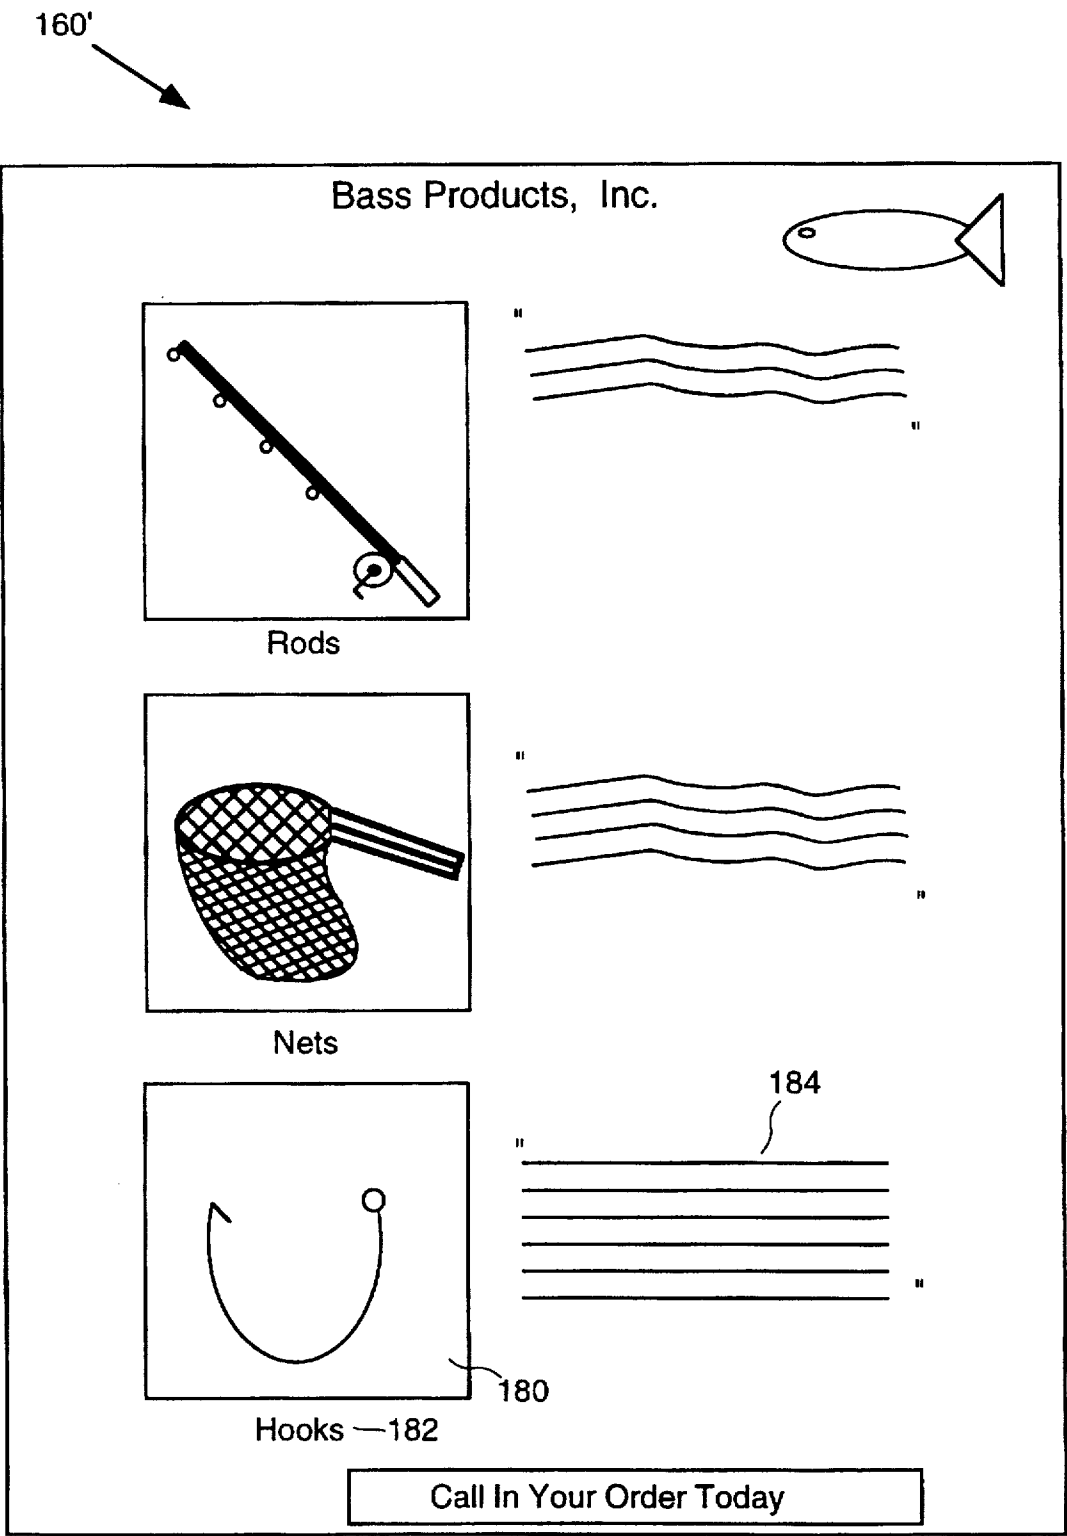 160'
Bass Products, Inc.
"
"
Rods
"
"
Nets
184
"
"
180
Hooks 182
Call In Your Order Today